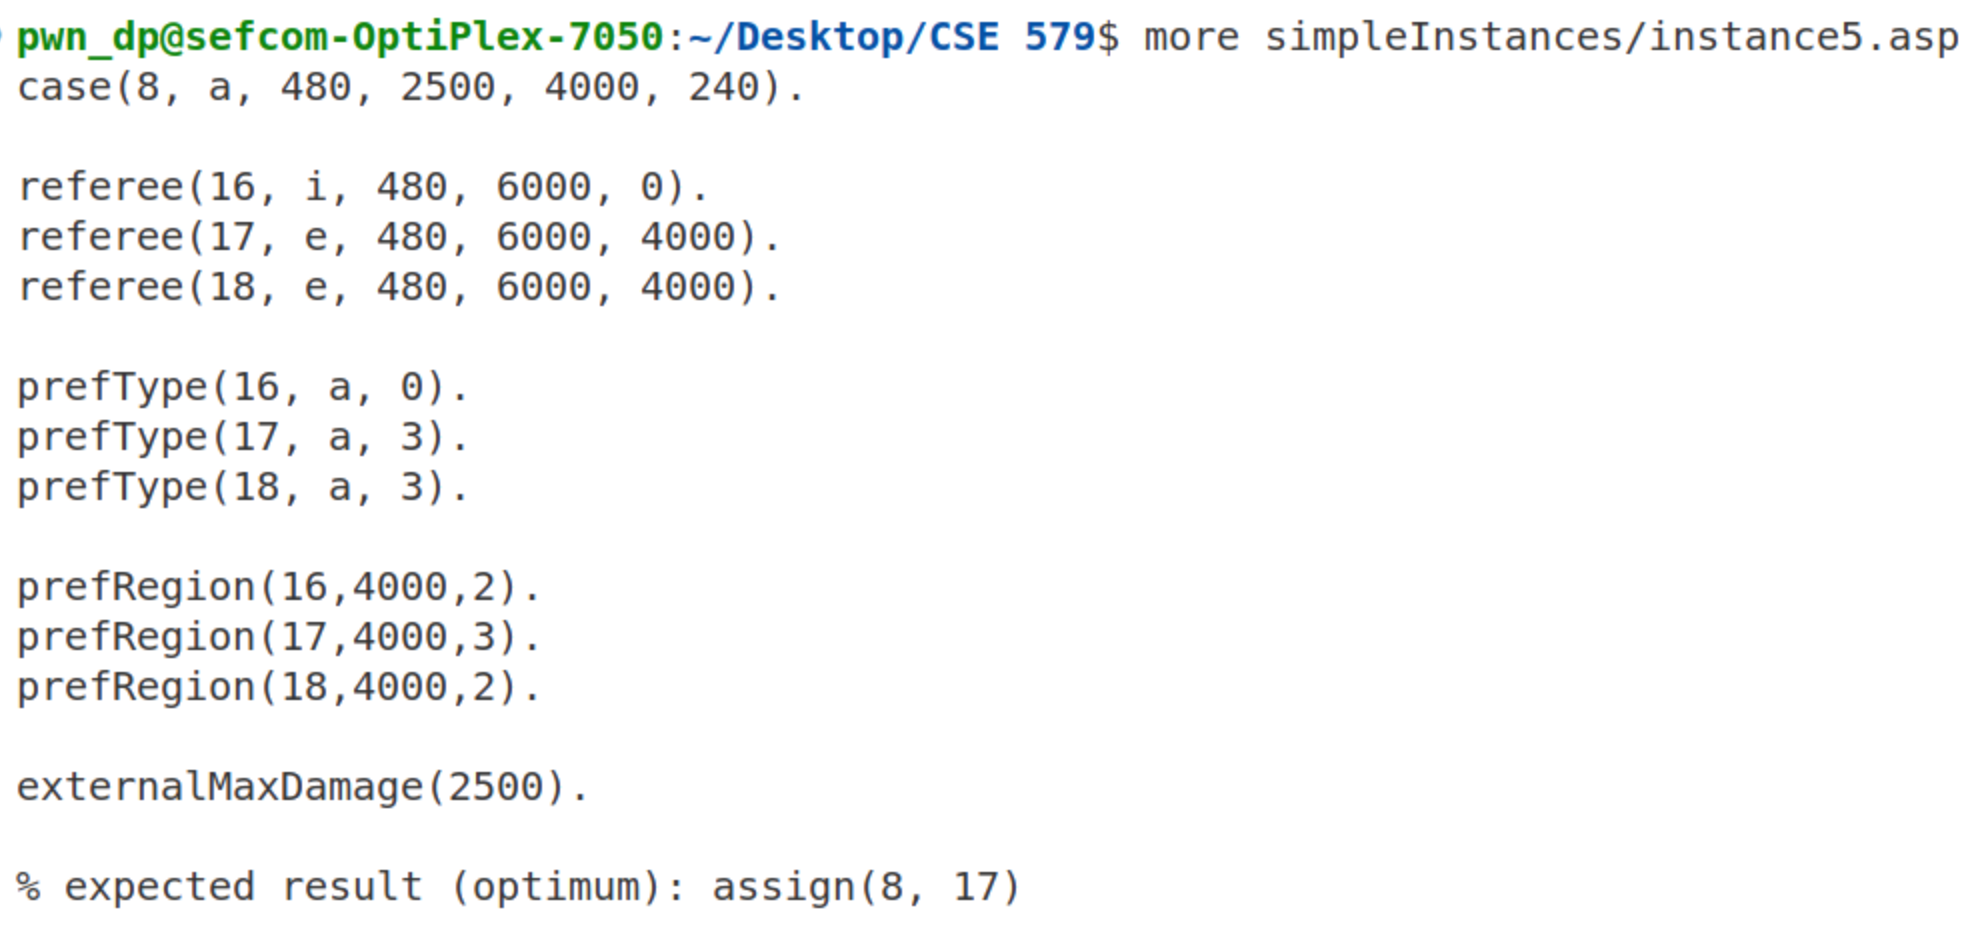 pwn_dp@sefcom-OptiPlex-7050:~/Desktop/CSE 579$ more simpleInstances/instance5.asp
case(8, a, 480, 2500, 4000, 240).
referee(16, i, 480, 6000, 0).
referee(17, e, 480, 6000, 4000).
referee(18, e, 480, 6000, 4000).
prefType(16, a, 0).
prefType(17, a, 3).
prefType(18, a, 3).
prefRegion(16,4000,2).
prefRegion(17,4000,3).
prefRegion(18,4000,2).
externalMaxDamage(2500).
% expected result (optimum): assign(8, 17)